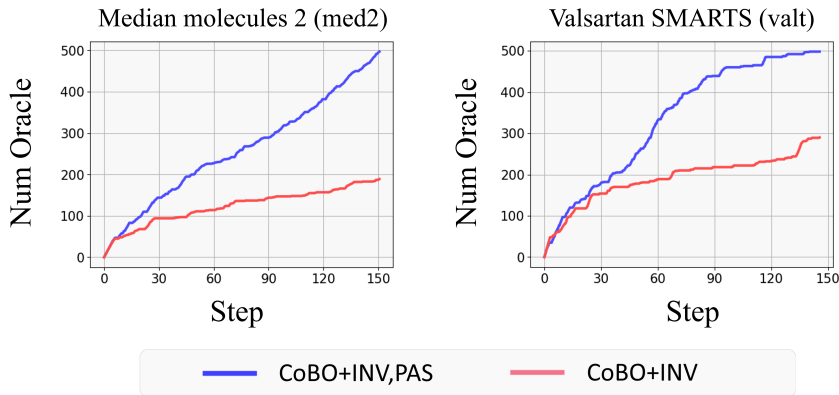 Median molecules 2 (med2)
Valsartan SMARTS (valt)
Num Oracle
500
400
300
200
100
0
0 30 60 90 120 150
Step
Num Oracle
500
400
300
200
100
0
0 30 60 90 120 150
Step
CoBO+INV,PAS
CoBO+INV